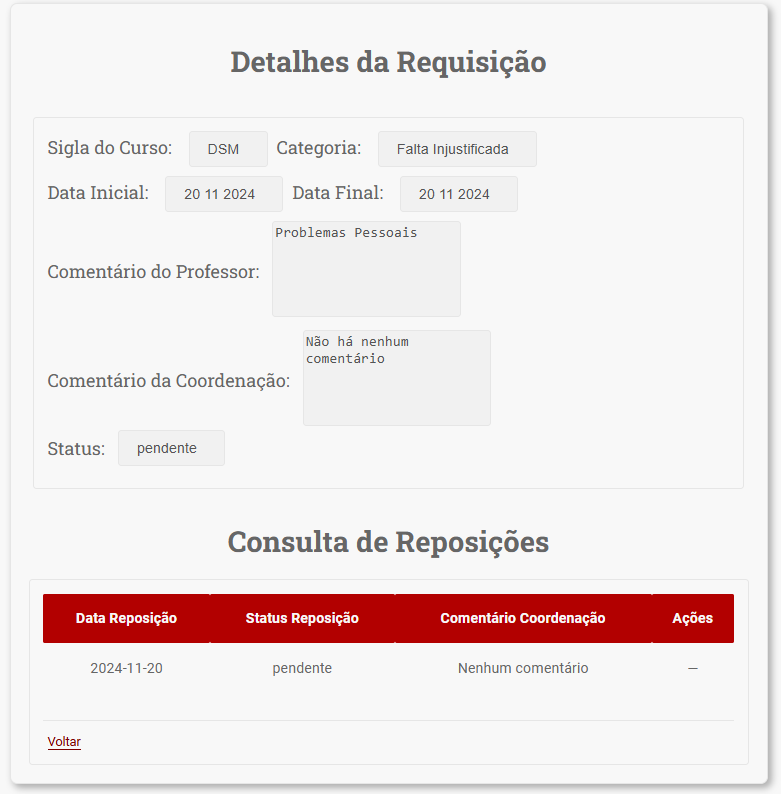 Detalhes da Requisição
Sigla do Curso: DSM Categoria: Falta Injustificada
Data Inicial: 20 11 2024 Data Final: 20 11 2024
Comentário do Professor: Problemas Pessoais
Comentário da Coordenação: Não há nenhum
comentário
Status: pendente
Consulta de Reposições
Data Reposição Status Reposição Comentário Coordenação Ações
2024-11-20 pendente Nenhum comentário —
Voltar